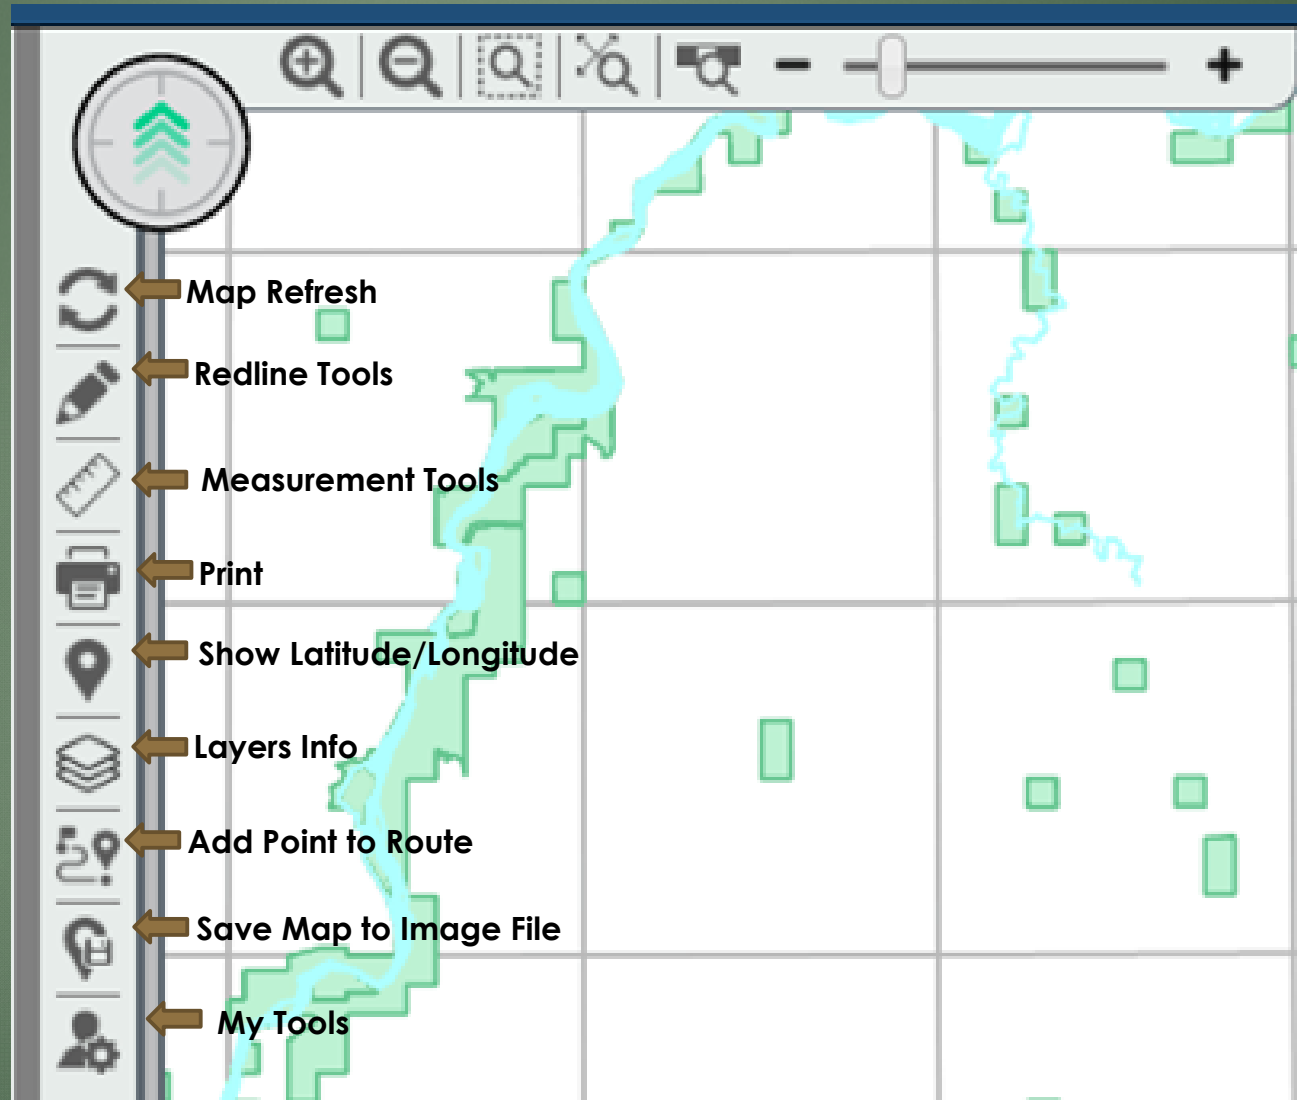 Map Refresh
Redline Tools
Measurement Tools
Print
Show Latitude/Longitude
Layers Info
Add Point to Route
Save Map to Image File
My Tools